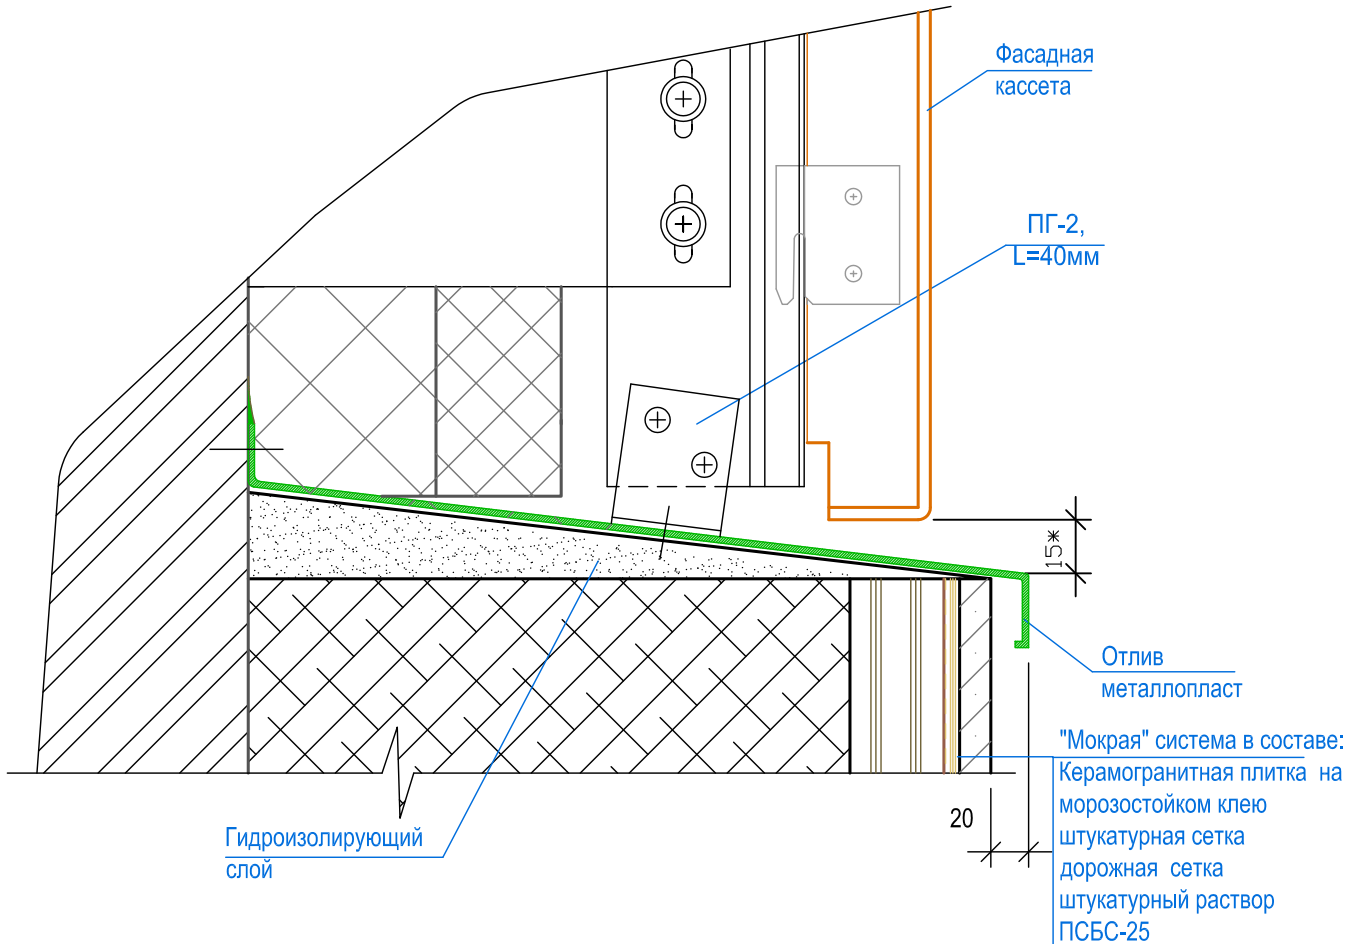 Фасадная
кассета
ПГ-2,
L=40мм
15*
Отлив
металлопласт
"Мокрая" система в составе:
Керамогранитная плитка на
морозостойком клею
штукатурная сетка
дорожная сетка
штукатурный раствор
ПСБС-25
20
Гидроизолирующий
слой